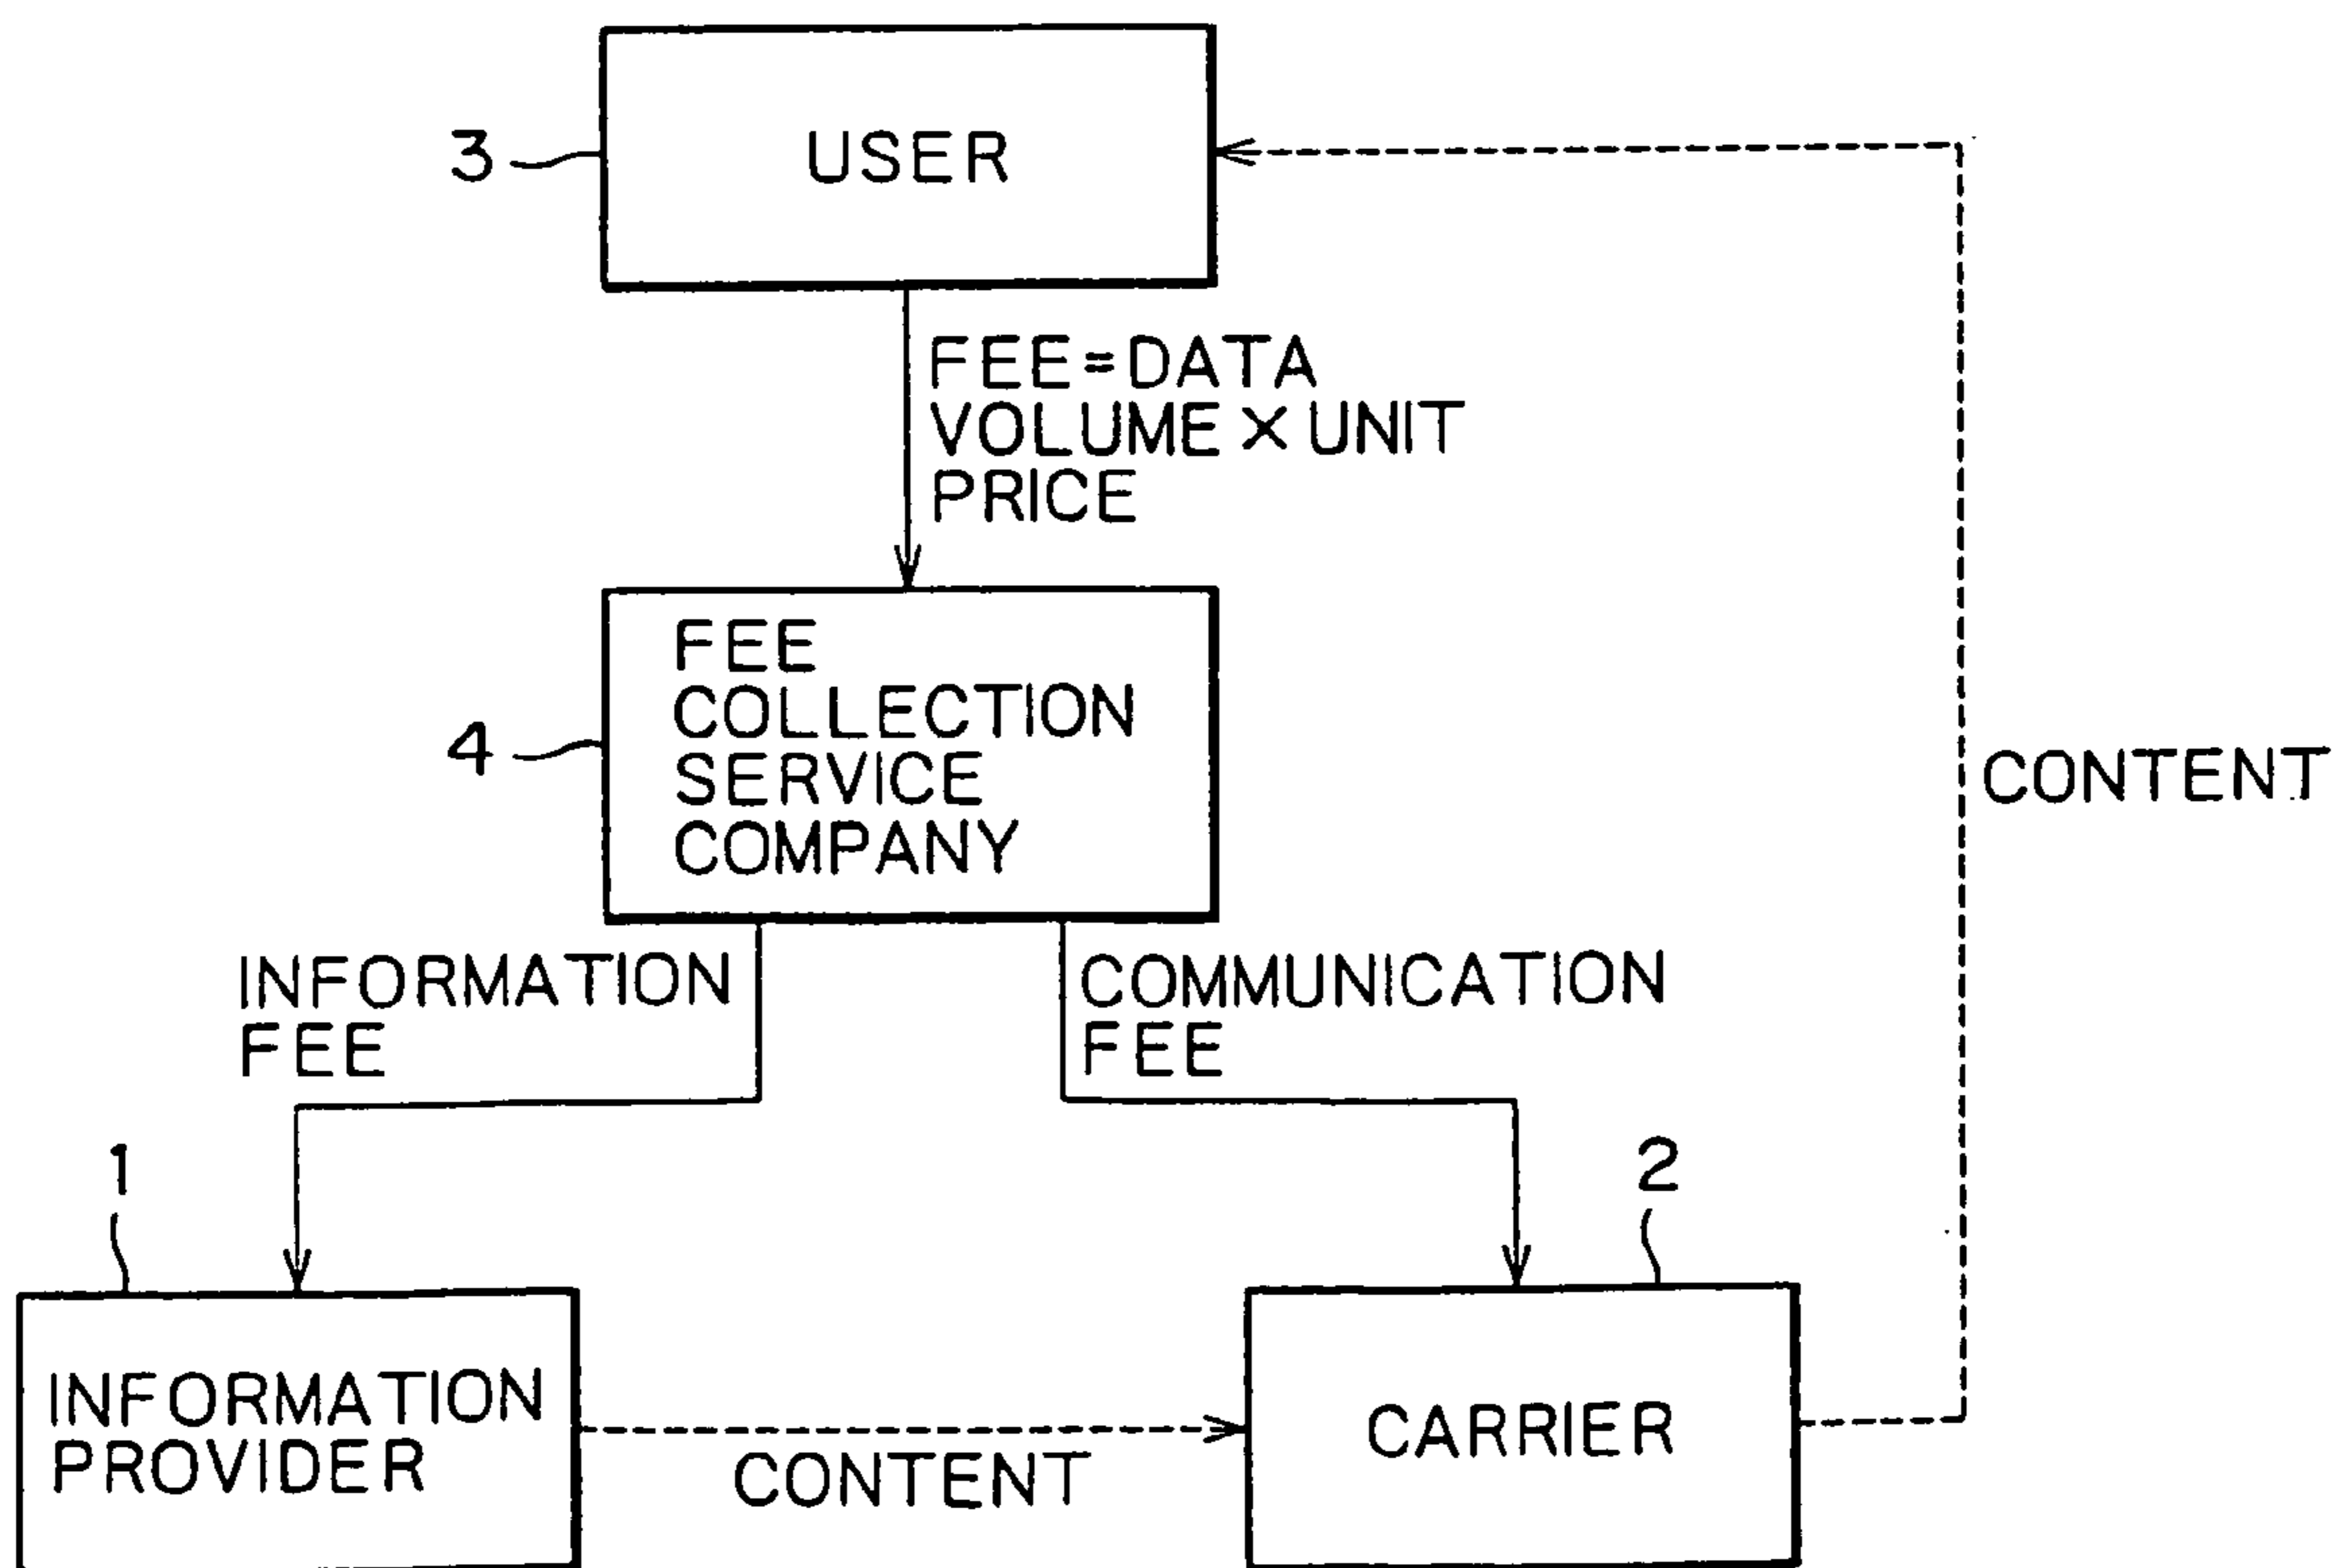 3
USER
FEE=DATA
VOLUME×UNIT
PRICE
4
FEE
COLLECTION
SERVICE
COMPANY
CONTENT
INFORMATION
FEE
COMMUNICATION
FEE
1
2
INFORMATION
PROVIDER
CONTENT
CARRIER